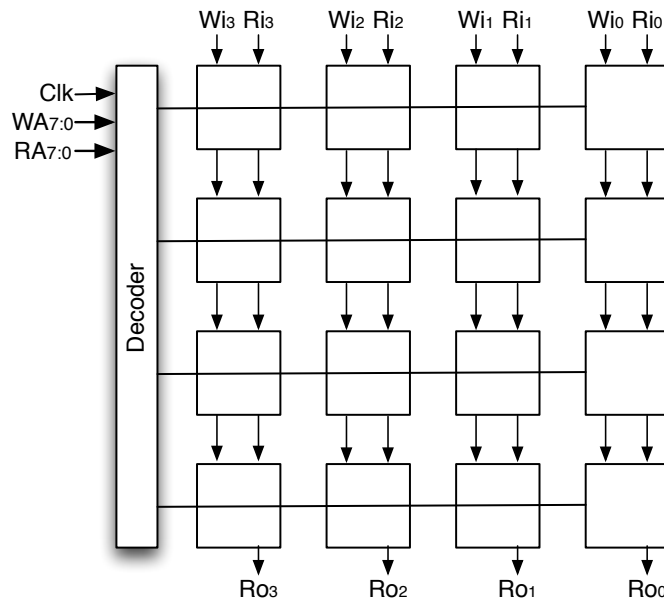 Wi3 Ri3 Wi2 Ri2 Wi1 Ri1 Wi0 Ri0
Clk
WA7:0
RA7:0
Decoder
Ro3 Ro2 Ro1 Ro0